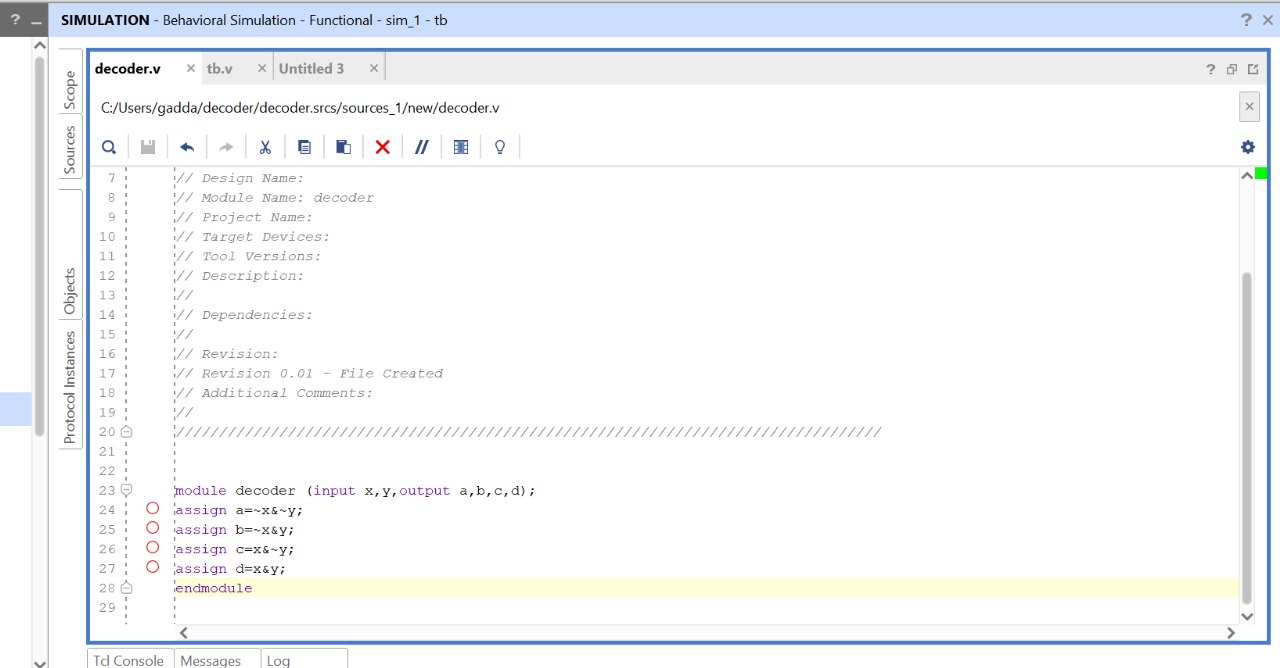 ? _ SIMULATION - Behavioral Simulation - Functional - sim_1 - tb ? ×
Scope
Sources
Objects
Protocol Instances
decoder.v × tb.v × Untitled 3 ×
?
C:/Users/gadda/decoder/decoder.srcs/sources_1/new/decoder.v
7 // Design Name:
8 // Module Name: decoder
9 // Project Name:
10 // Target Devices:
11 // Tool Versions:
12 // Description:
13 //
14 // Dependencies:
15 //
16 // Revision:
17 // Revision 0.01 - File Created
18 // Additional Comments:
19 //
20 //////////////////////////////////////////////////////////////////////////////////
21
22
23 module decoder (input x,y,output a,b,c,d);
24 assign a=~x&~y;
25 assign b=~x&y;
26 assign c=x&~y;
27 assign d=x&y;
28 endmodule
29
Tcl Console Messages Log